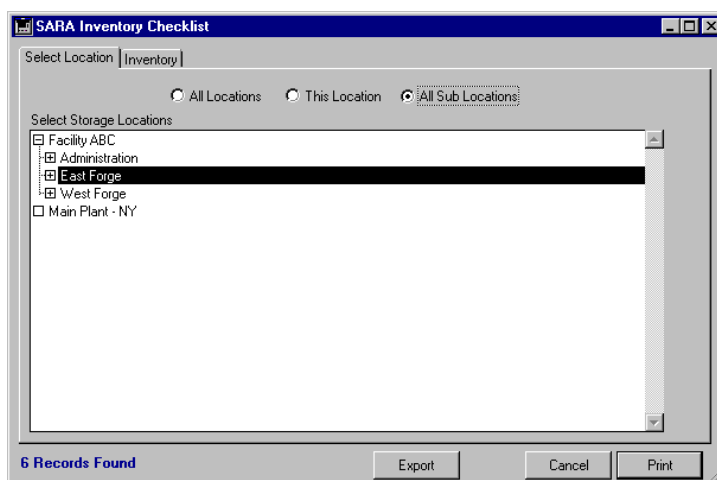 SARA Inventory Checklist
Select Location Inventory
All Locations This Location All Sub Locations
Select Storage Locations
Facility ABC
Administration
East Forge
West Forge
Main Plant - NY
6 Records Found Export Cancel Print